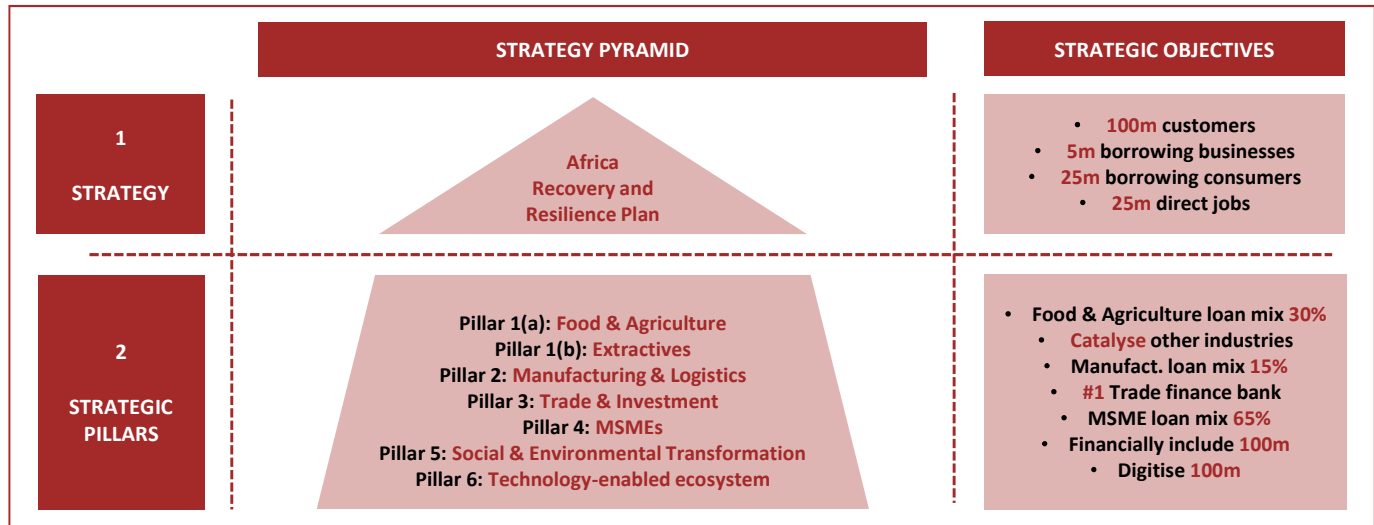 STRATEGY PYRAMID
STRATEGIC OBJECTIVES
1
STRATEGY
Africa
Recovery and
Resilience Plan
• 100m customers
• 5m borrowing businesses
• 25m borrowing consumers
• 25m direct jobs
2
STRATEGIC
PILLARS
Pillar 1(a): Food & Agriculture
Pillar 1(b): Extractives
Pillar 2: Manufacturing & Logistics
Pillar 3: Trade & Investment
Pillar 4: MSMEs
Pillar 5: Social & Environmental Transformation
Pillar 6: Technology-enabled ecosystem
• Food & Agriculture loan mix 30%
• Catalyse other industries
• Manufact. loan mix 15%
• #1 Trade finance bank
• MSME loan mix 65%
• Financially include 100m
• Digitise 100m